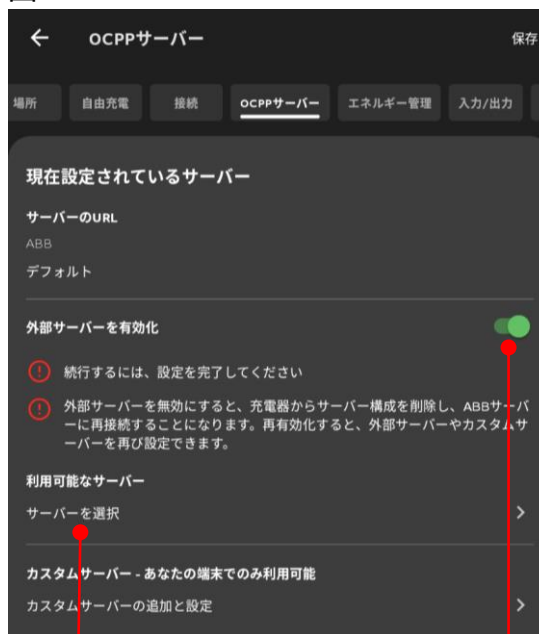 OCPPサーバー
保存
場所
自由充電
接続
OCPPサーバー
エネルギー管理
入力/出力
現在設定されているサーバー
サーバーのURL
ABB
デフォルト
外部サーバーを有効化
続行するには、設定を完了してください
外部サーバーを無効にすると、充電器からサーバー構成を削除し、ABBサーバ
ーに再接続することになります。再有効化すると、外部サーバーやカスタムサ
ーバーを再び設定できます。
利用可能なサーバー
サーバーを選択
カスタムサーバー - あなたの端末でのみ利用可能
カスタムサーバーの追加と設定